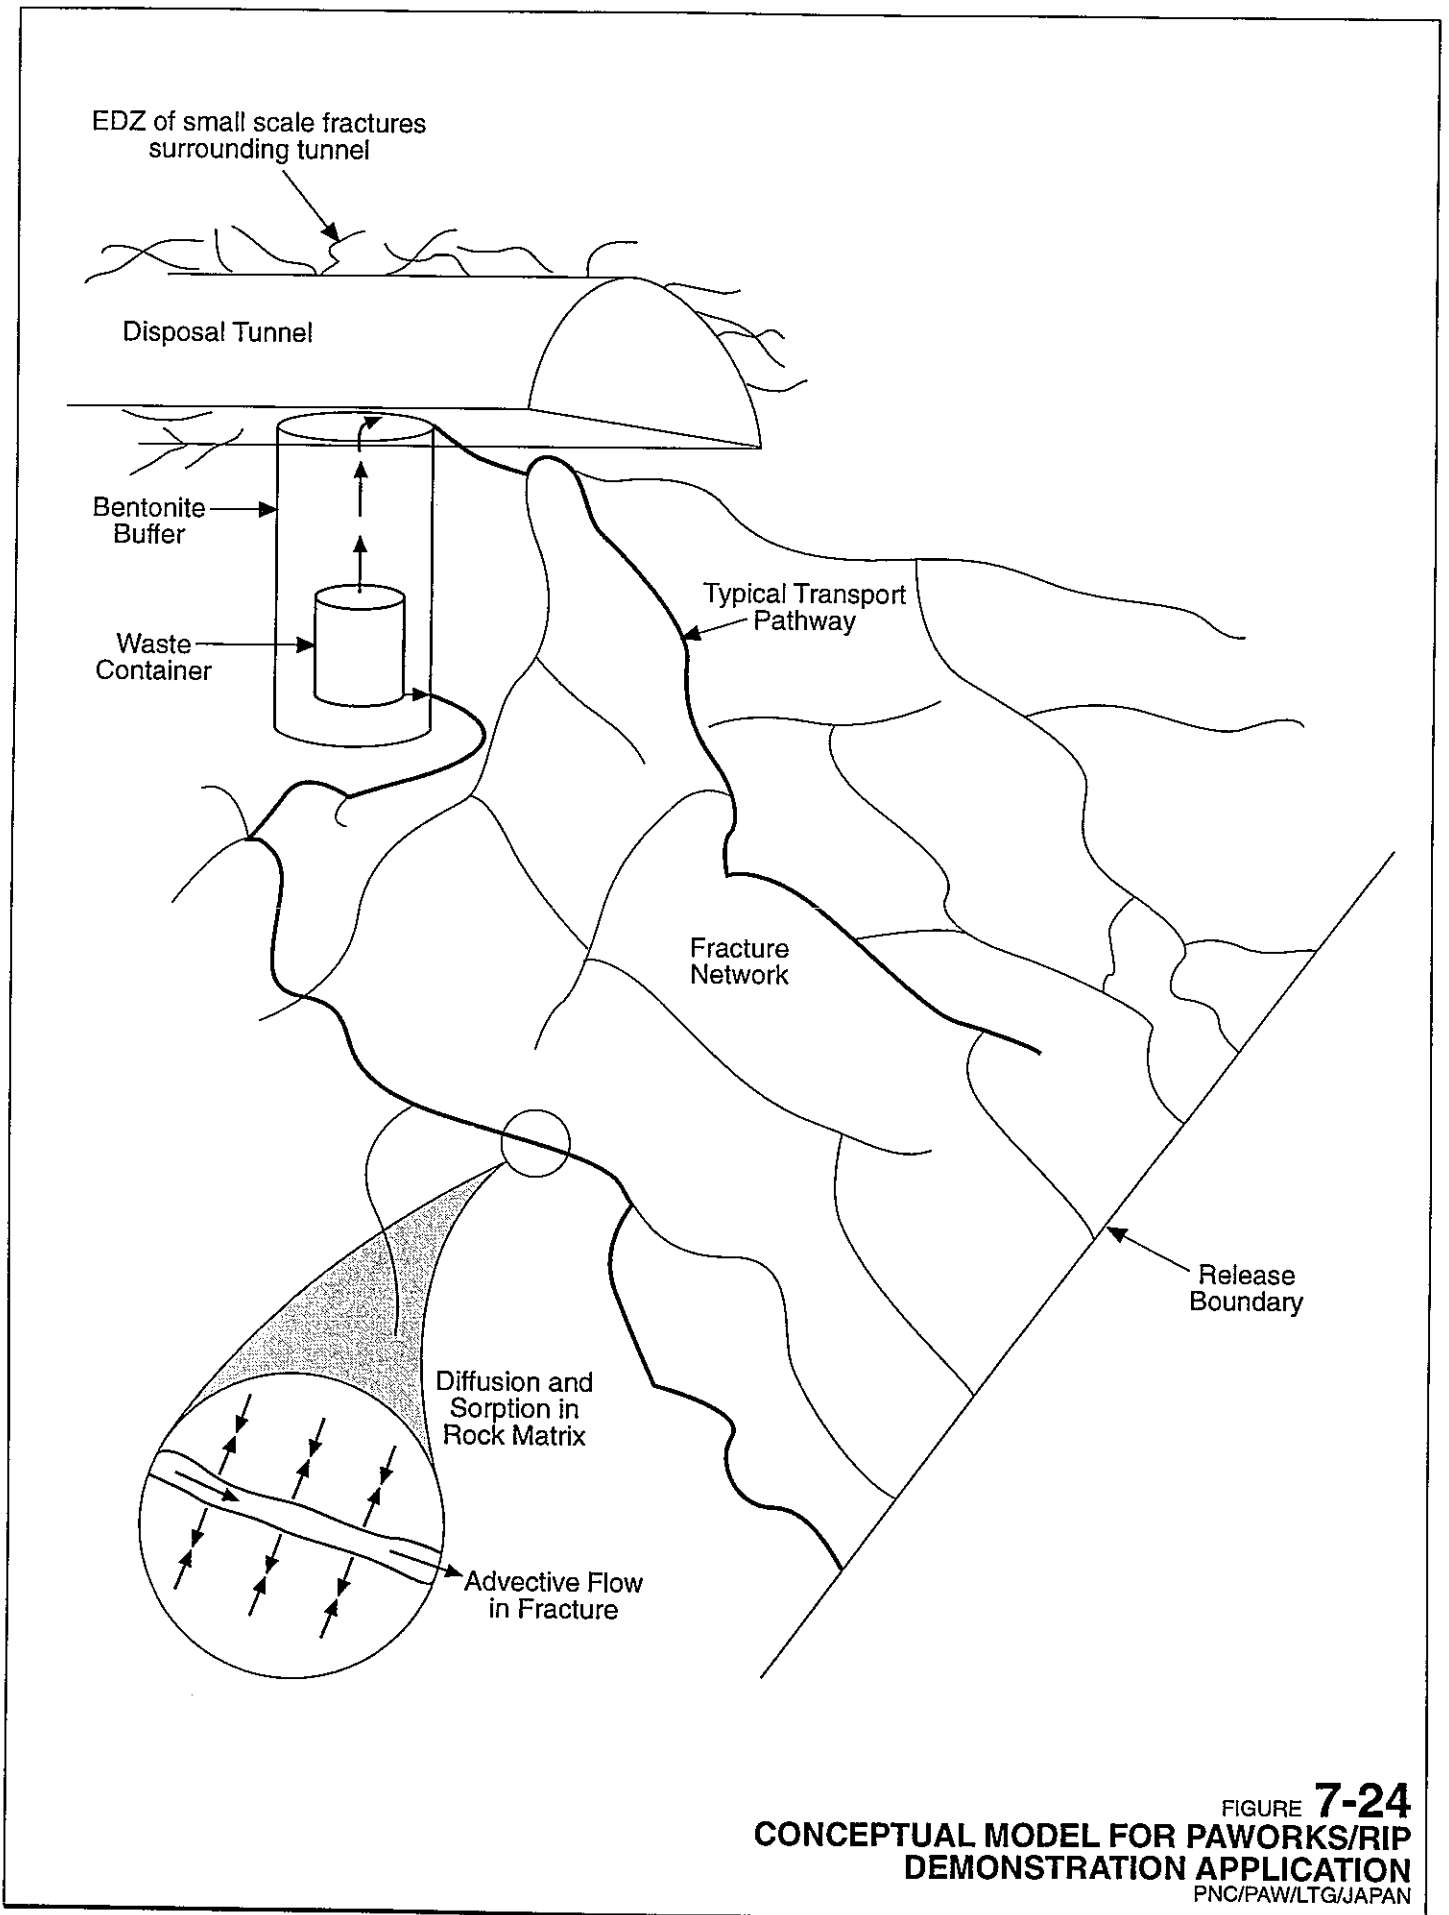 EDZ of small scale fractures
surrounding tunnel
Disposal Tunnel
Bentonite
Buffer
Typical Transport
Pathway
Waste
Container
Fracture
Network
Release
Boundary
Diffusion and
Sorption in
Rock Matrix
Advective Flow
in Fracture
FIGURE 7-24
CONCEPTUAL MODEL FOR PAWORKS/RIP
DEMONSTRATION APPLICATION
PNC/PAW/LTG/JAPAN